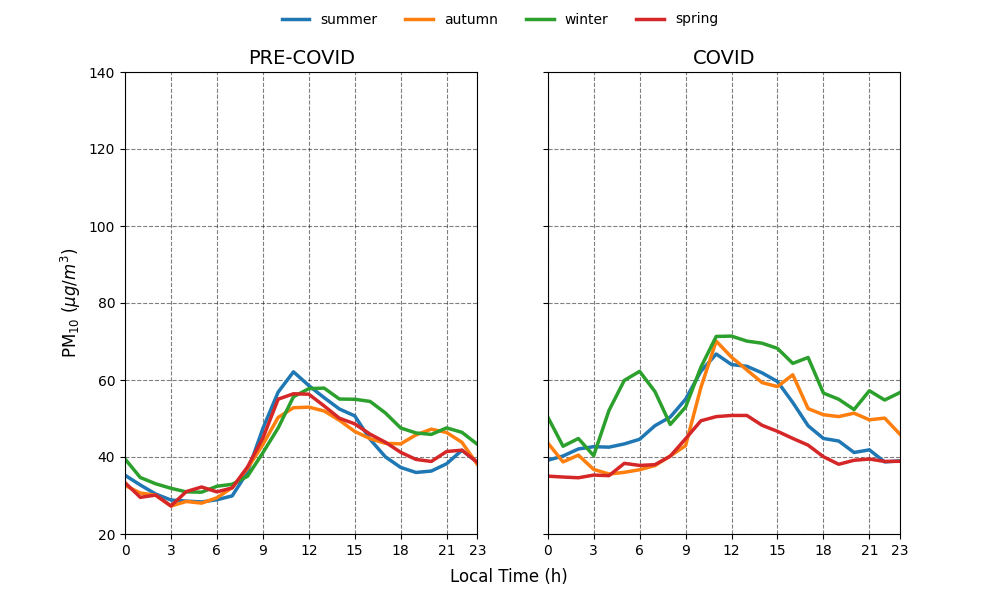 summer autumn winter spring
PRE-COVID COVID
140
120
100
80
60
40
20
PM₁₀ (μg/m³)
0 3 6 9 12 15 18 21 23 0 3 6 9 12 15 18 21 23
Local Time (h)